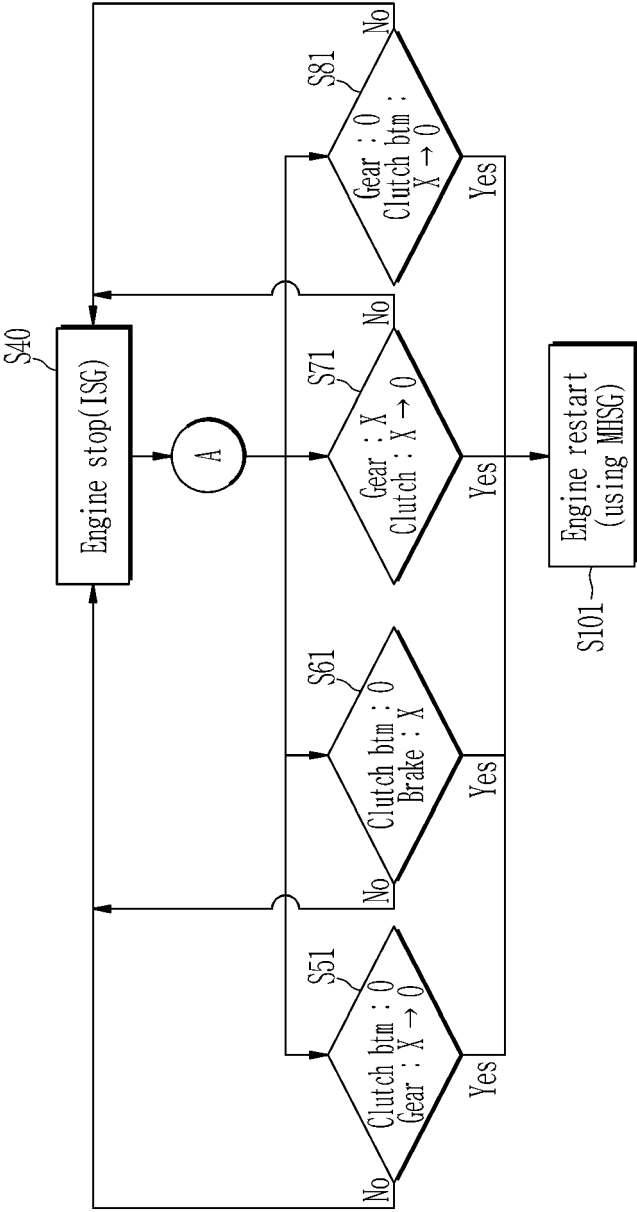 S40
Engine stop(ISG)
A
S51
Clutch btm : O
Gear : X → O
No
Yes
S61
Clutch btm : O
Brake : X
No
Yes
S71
Gear : X
Clutch : X → O
No
Yes
S81
Gear : O
Clutch btm :
X → O
No
Yes
S101
Engine restart
(using MHSG)